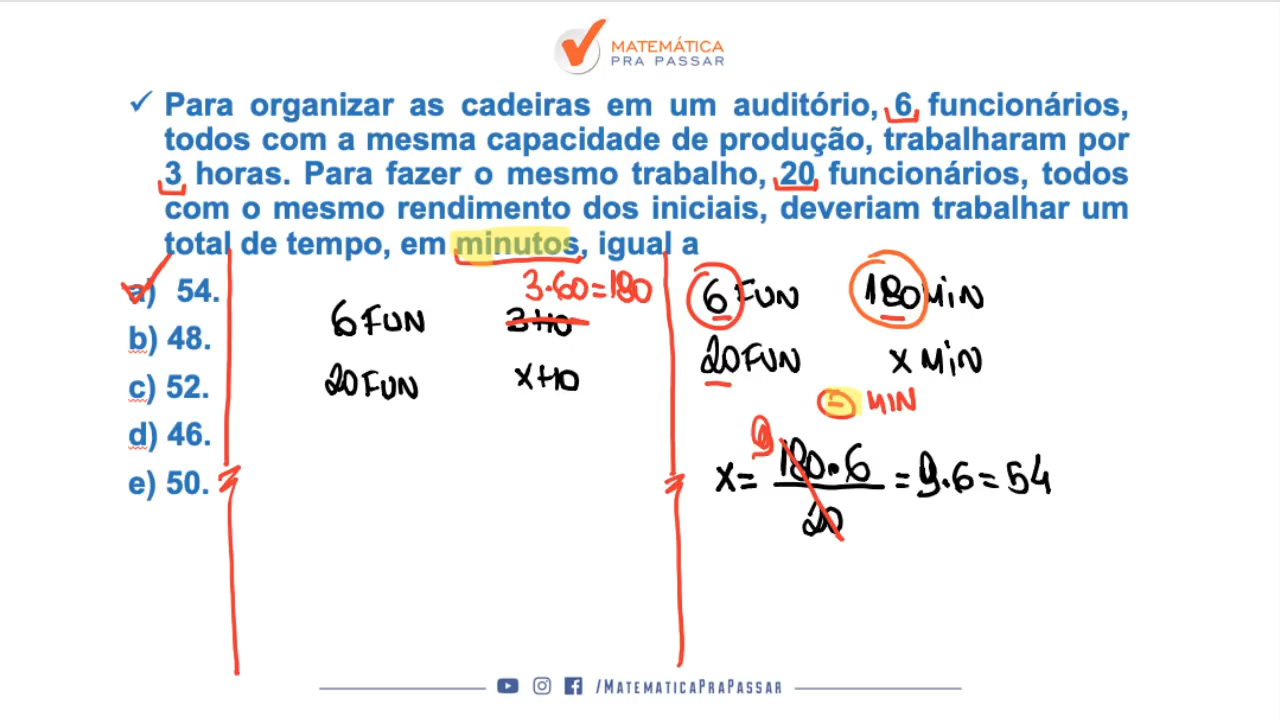 MATEMÁTICA
PRA PASSAR
✓ Para organizar as cadeiras em um auditório, 6 funcionários,
todos com a mesma capacidade de produção, trabalharam por
3 horas. Para fazer o mesmo trabalho, 20 funcionários, todos
com o mesmo rendimento dos iniciais, deveriam trabalhar um
total de tempo, em minutos, igual a
a) 54.
b) 48.
c) 52.
d) 46.
e) 50.
3·60=180
6 FUN 3 HO
20 FUN X HO
6 FUN 180 MIN
20 FUN X MIN
- MIN
9
X= 180·6 = 9·6=54
20
/MATEMATICAPRAPASSAR